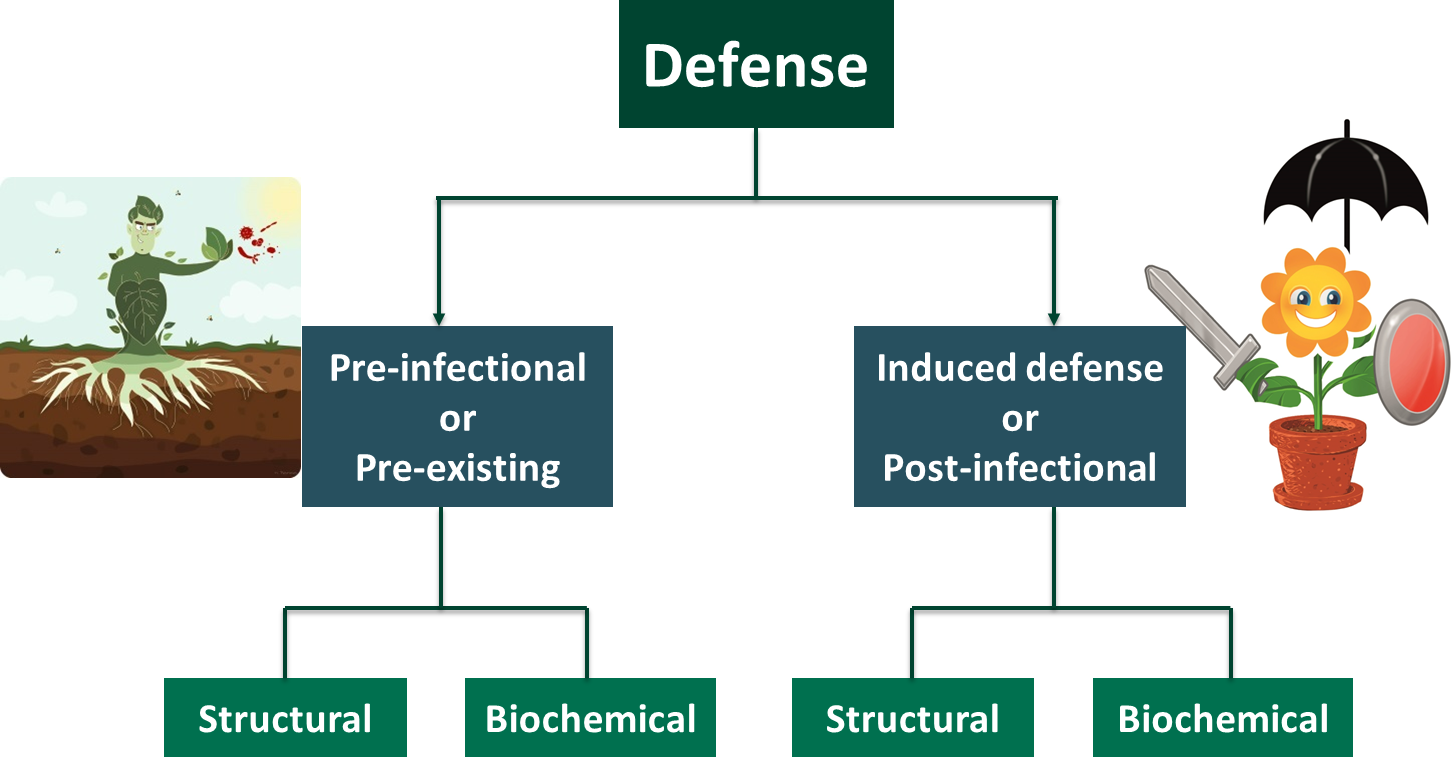 Defense
Pre-infectional
or
Pre-existing
Induced defense
or
Post-infectional
Structural
Biochemical
Structural
Biochemical